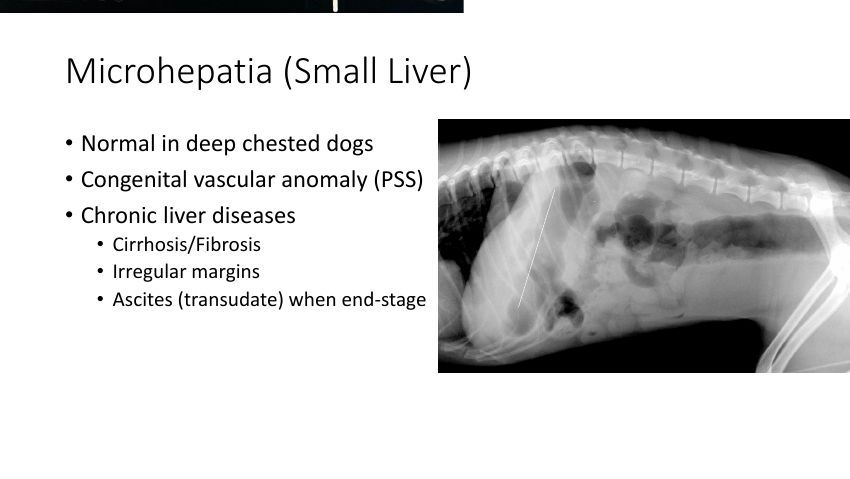 Microhepatia (Small Liver)
• Normal in deep chested dogs
• Congenital vascular anomaly (PSS)
• Chronic liver diseases
• Cirrhosis/Fibrosis
• Irregular margins
• Ascites (transudate) when end-stage